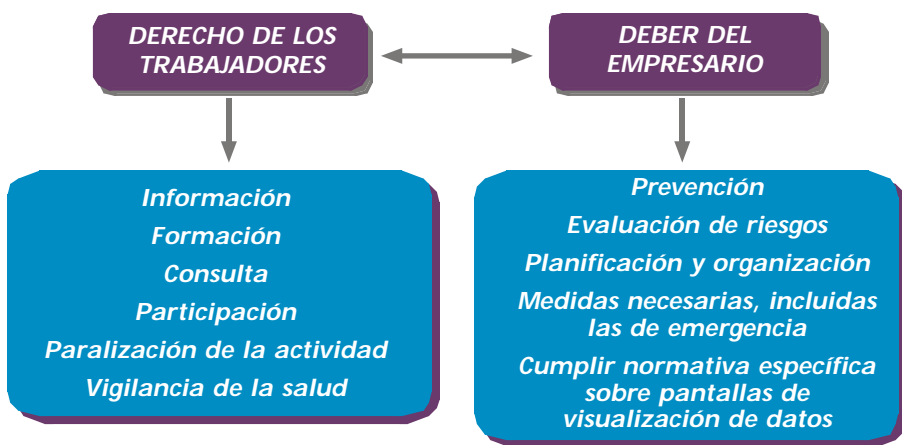 DERECHO DE LOS
TRABAJADORES
DEBER DEL
EMPRESARIO
Información
Formación
Consulta
Participación
Paralización de la actividad
Vigilancia de la salud
Prevención
Evaluación de riesgos
Planificación y organización
Medidas necesarias, incluidas
las de emergencia
Cumplir normativa específica
sobre pantallas de
visualización de datos